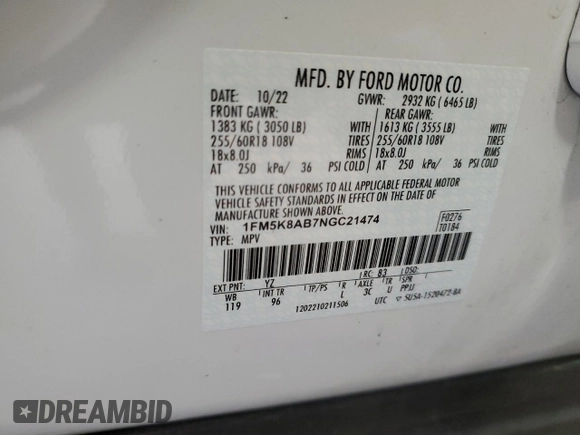 MFD. BY FORD MOTOR CO.
DATE: 10/22 GVWR: 2932 KG ( 6465 LB)
FRONT GAWR: REAR GAWR:
1383 KG ( 3050 LB) WITH 1613 KG ( 3555 LB) WITH
255/60R18 108V TIRES 255/60R18 108V TIRES
18x8.0J RIMS 18x8.0J RIMS
AT 250 kPa/ 36 PSI COLD AT 250 kPa/ 36 PSI COLD
THIS VEHICLE CONFORMS TO ALL APPLICABLE FEDERAL MOTOR
VEHICLE SAFETY STANDARDS IN EFFECT ON THE DATE OF
MANUFACTURE SHOWN ABOVE.
VIN: 1FM5K8AB7NGC21474 F0276
TYPE: MPV T0184
EXT PNT: YZ RC: 83 DSO:
WB INT TR TP/PS R AXLE TR SPR
119 96 L 3C U PPJJ
1202210211506 UTC ▽ 5USA-1520472-BA
DREAMBID